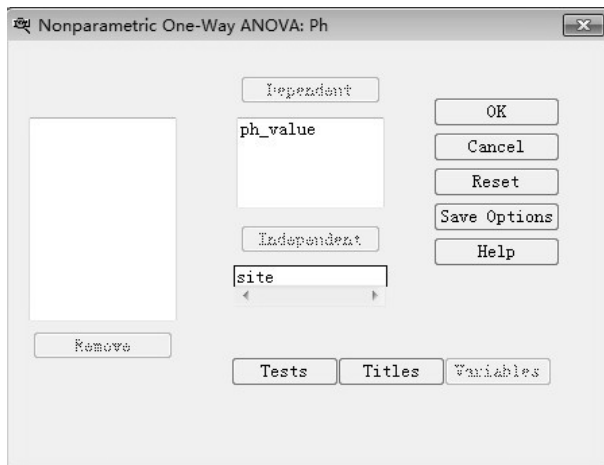 Nonparametric One-Way ANOVA: Ph
Dependent
ph_value
Independent
site
Remove
OK
Cancel
Reset
Save Options
Help
Tests
Titles
Variables